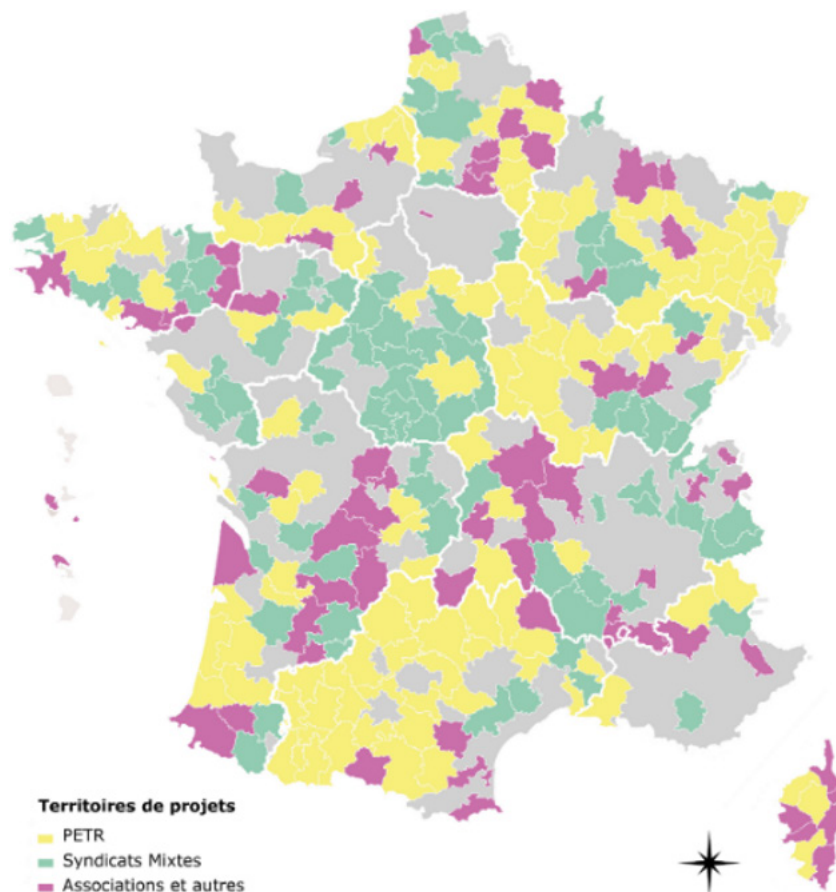 Territoires de projets
PETR
Syndicats Mixtes
Associations et autres